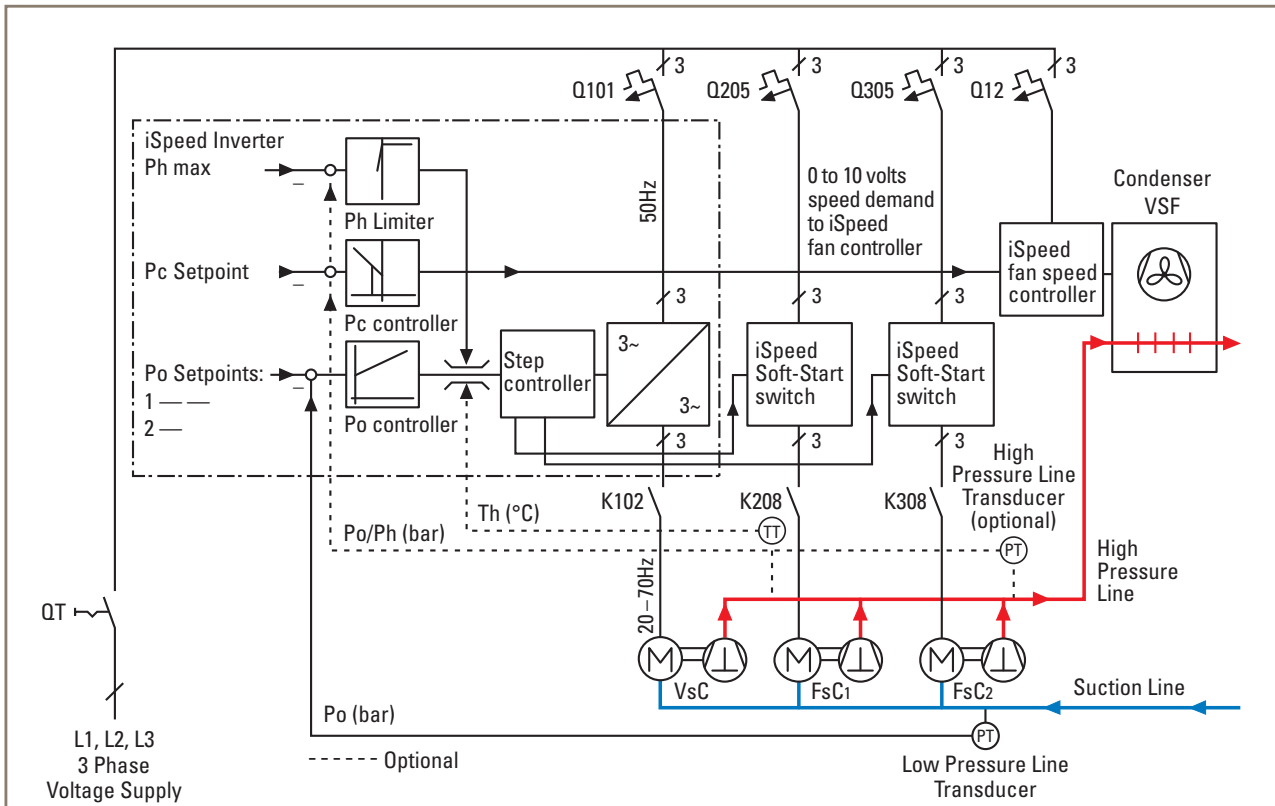 3
3
3
3
Q101
Q205
Q305
Q12
iSpeed Inverter
Ph max
–
Ph Limiter
50Hz
0 to 10 volts
speed demand
to iSpeed
fan controller
Condenser
VSF
Pc Setpoint
–
Pc controller
iSpeed
fan speed
controller
3
3
3
Po Setpoints:
1 — —
2 —
–
Po controller
Step
controller
3~
3~
iSpeed
Soft-Start
switch
iSpeed
Soft-Start
switch
3
3
3
K102
K208
K308
High
Pressure Line
Transducer
(optional)
Th (°C)
TT
Po/Ph (bar)
PT
High
Pressure
Line
QT
20–70Hz
M
M
M
VsC
FsC1
FsC2
Suction Line
Po (bar)
PT
Low Pressure Line
Transducer
L1, L2, L3
3 Phase
Voltage Supply
------- Optional